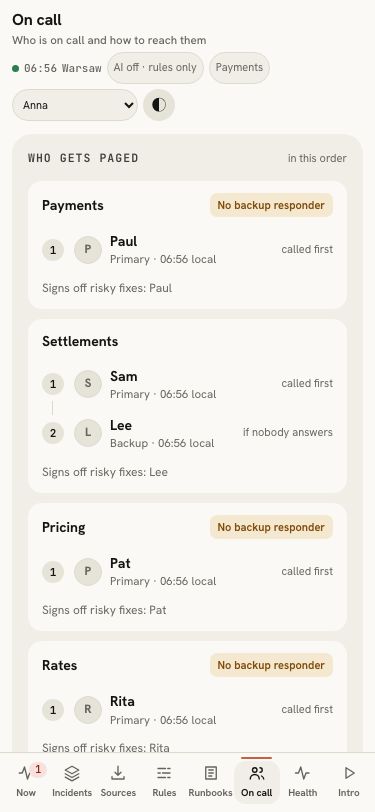 On call
Who is on call and how to reach them
06:56 Warsaw AI off · rules only Payments
Anna
WHO GETS PAGED in this order
Payments No backup responder
1 P Paul called first
Primary · 06:56 local
Signs off risky fixes: Paul
Settlements
1 S Sam called first
Primary · 06:56 local
2 L Lee if nobody answers
Backup · 06:56 local
Signs off risky fixes: Lee
Pricing No backup responder
1 P Pat called first
Primary · 06:56 local
Signs off risky fixes: Pat
Rates No backup responder
1 R Rita called first
Primary · 06:56 local
Signs off risky fixes: Rita
1
Now Incidents Sources Rules Runbooks On call Health Intro